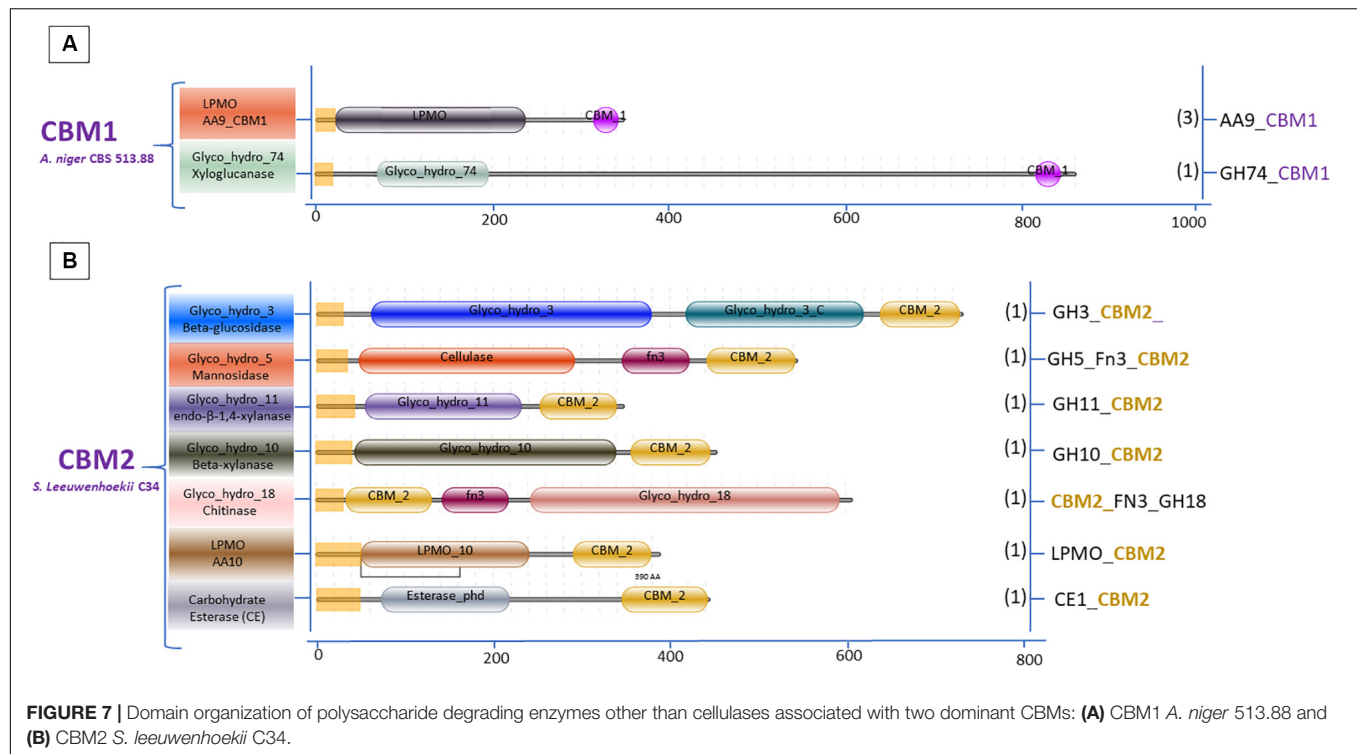 A
CBM1
A. niger CBS 513.88
LPMO
AA9_CBM1
LPMO
CBM_1
(3)
AA9_CBM1
Glyco_hydro_74
Xyloglucanase
Glyco_hydro_74
CBM_1
(1)
GH74_CBM1
0 200 400 600 800 1000
B
CBM2
S. Leeuwenhoekii C34
Glyco_hydro_3
Beta-glucosidase
Glyco_hydro_3
Glyco_hydro_3_C
CBM_2
(1)
GH3_CBM2_
Glyco_hydro_5
Mannosidase
Cellulase
fn3
CBM_2
(1)
GH5_Fn3_CBM2
Glyco_hydro_11
endo-β-1,4-xylanase
Glyco_hydro_11
CBM_2
(1)
GH11_CBM2
Glyco_hydro_10
Beta-xylanase
Glyco_hydro_10
CBM_2
(1)
GH10_CBM2
Glyco_hydro_18
Chitinase
CBM_2
fn3
Glyco_hydro_18
(1)
CBM2_FN3_GH18
LPMO
AA10
LPMO_10
CBM_2
(1)
LPMO_CBM2
390 AA
Carbohydrate
Esterase (CE)
Esterase_phd
CBM_2
(1)
CE1_CBM2
0 200 400 600 800
FIGURE 7 | Domain organization of polysaccharide degrading enzymes other than cellulases associated with two dominant CBMs: (A) CBM1 A. niger 513.88 and
(B) CBM2 S. leeuwenhoekii C34.